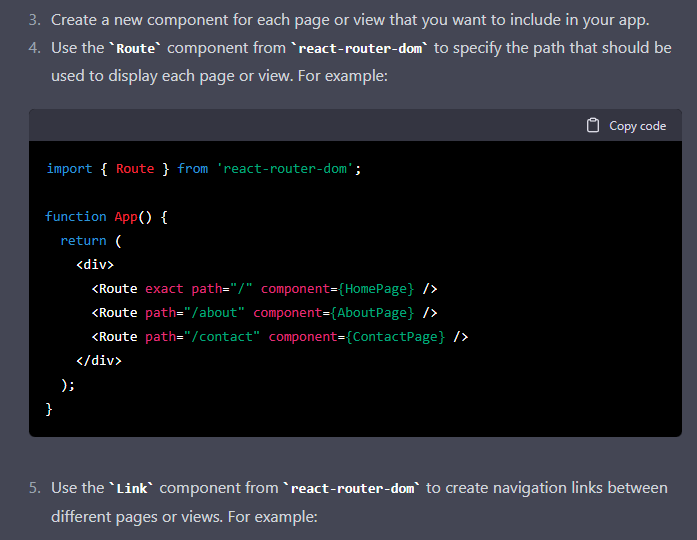 3. Create a new component for each page or view that you want to include in your app.
4. Use the `Route` component from `react-router-dom` to specify the path that should be
used to display each page or view. For example:
Copy code
import { Route } from 'react-router-dom';
function App() {
  return (
    <div>
      <Route exact path="/" component={HomePage} />
      <Route path="/about" component={AboutPage} />
      <Route path="/contact" component={ContactPage} />
    </div>
  );
}
5. Use the `Link` component from `react-router-dom` to create navigation links between
different pages or views. For example: